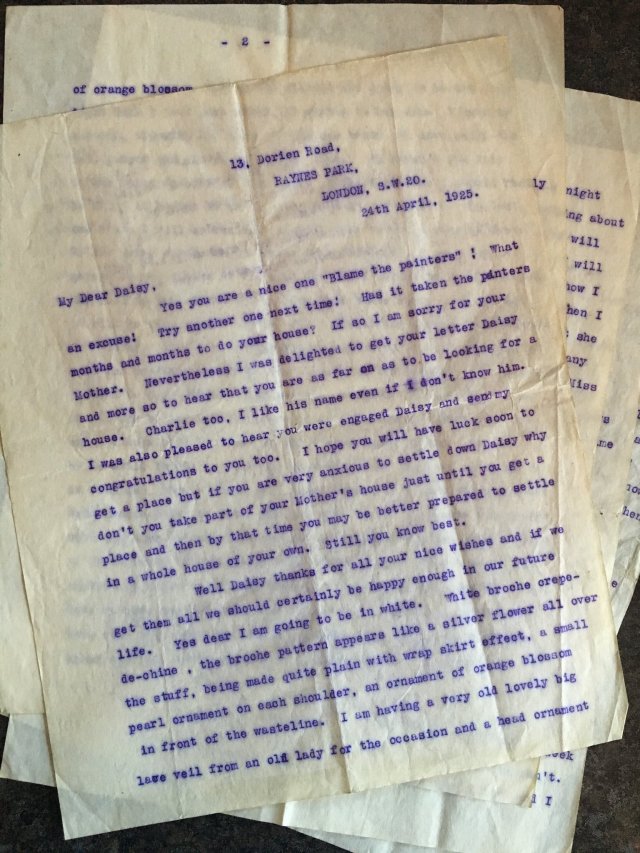 - 2 -
of orange blossom
13, Dorien Road,
RAYNES PARK,
LONDON, S.W.20.
24th April, 1925.
My Dear Daisy,
Yes you are a nice one "Blame the painters" ! What
an excuse! Try another one next time! Has it taken the painters
months and months to do your house? If so I am sorry for your
Mother. Nevertheless I was delighted to get your letter Daisy
and more so to hear that you are as far on as to be looking for a
house. Charlie too, I like his name even if I don't know him.
I was also pleased to hear you were engaged Daisy and send my
congratulations to you too. I hope you will have luck soon to
get a place but if you are very anxious to settle down Daisy why
don't you take part of your Mother's house just until you get a
place and then by that time you may be better prepared to settle
in a whole house of your own. Still you know best.
Well Daisy thanks for all your nice wishes and if we
get them all we should certainly be happy enough in our future
life. Yes dear I am going to be in white. White broche crepe-
de-chine , the broche pattern appears like a silver flower all over
the stuff, being made quite plain with wrap skirt effect, a small
pearl ornament on each shoulder, an ornament of orange blossom
in front of the wasteline. I am having a very old lovely big
lace veil from an old lady for the occasion and a head ornament
ly night
about
will
will
now I
I
she
any
iss